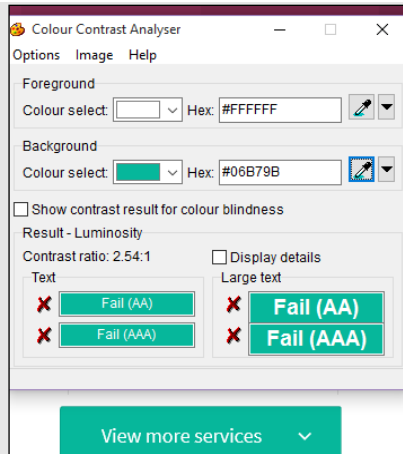 Colour Contrast Analyser
Options Image Help
Foreground
Colour select: Hex: #FFFFFF
Background
Colour select: Hex: #06B79B
Show contrast result for colour blindness
Result - Luminosity
Contrast ratio: 2.54:1 Display details
Text Large text
Fail (AA) Fail (AA)
Fail (AAA) Fail (AAA)
View more services